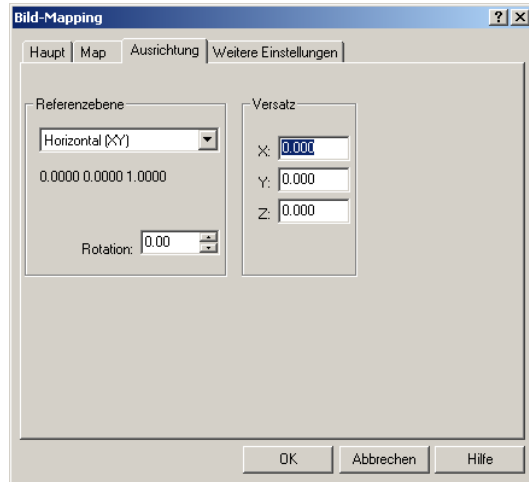 Bild-Mapping
Haupt Map Ausrichtung Weitere Einstellungen
Referenzebene
Horizontal (XY)
0.0000 0.0000 1.0000
Rotation: 0.00
Versatz
X: 0.000
Y: 0.000
Z: 0.000
OK Abbrechen Hilfe